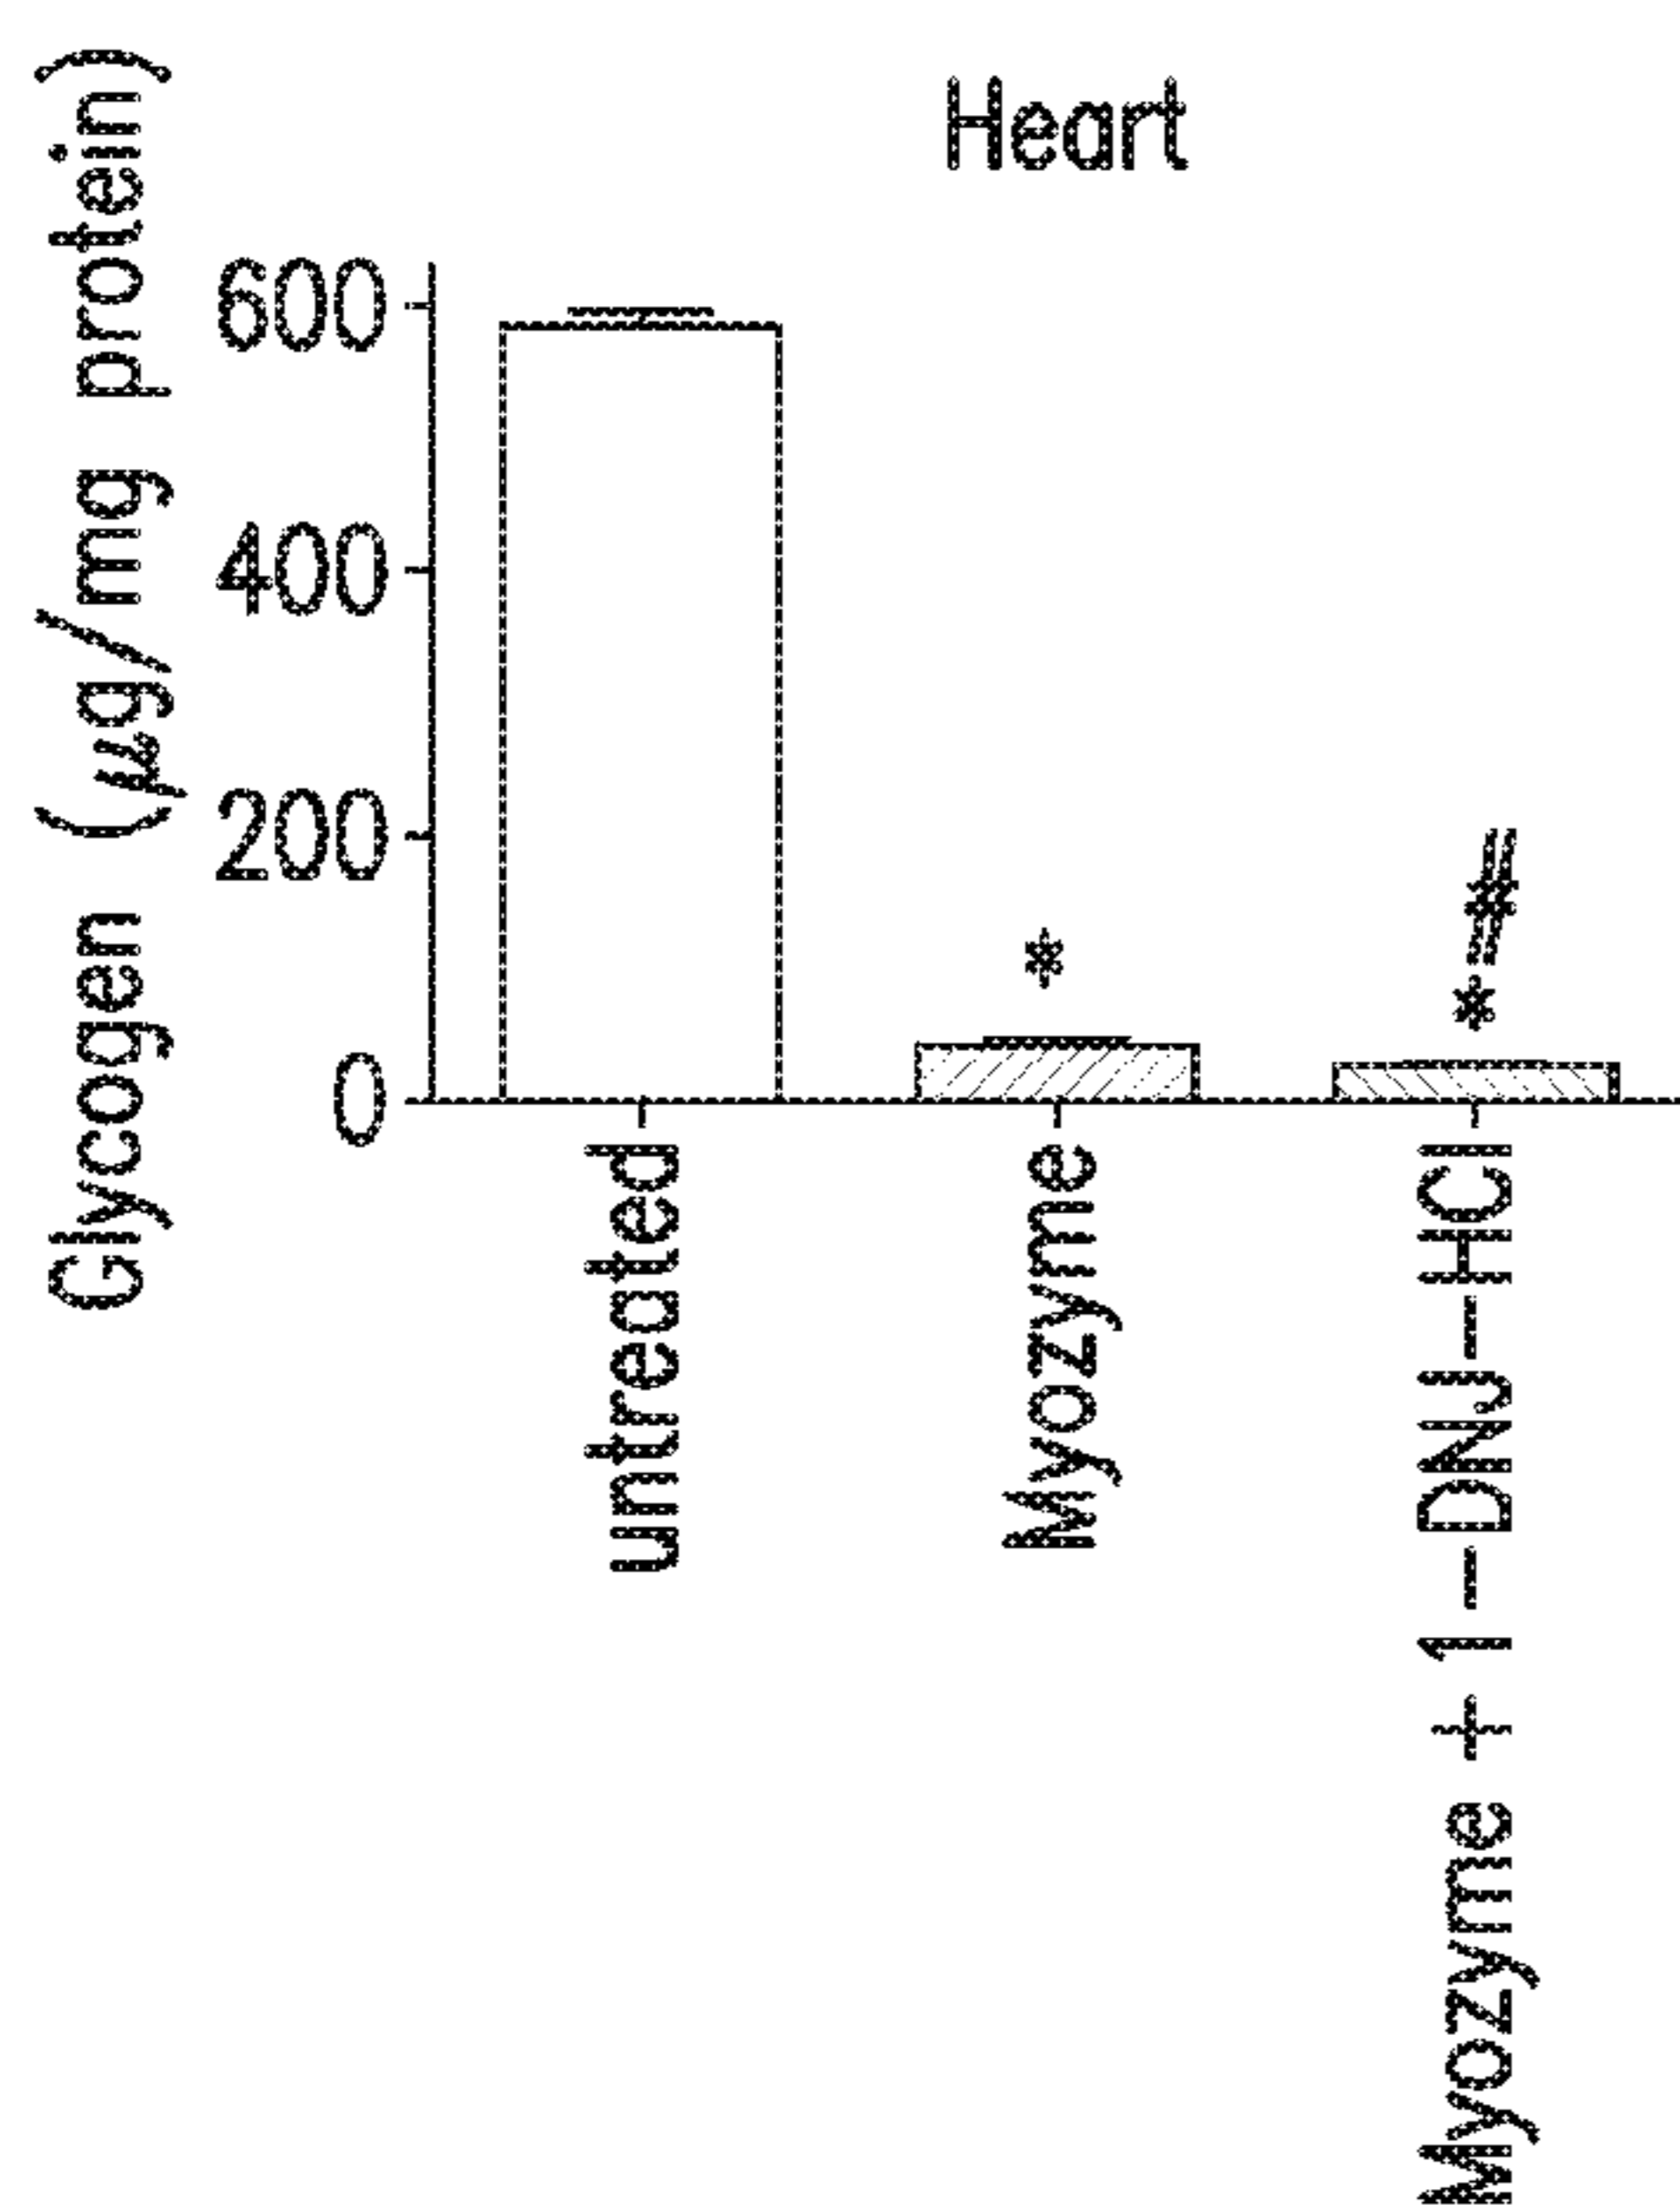 Heart
Glycogen (μg/mg protein)
600
400
200
0
*
*#
untreated
Myozyme
Myozyme + 1-DNJ-HCl